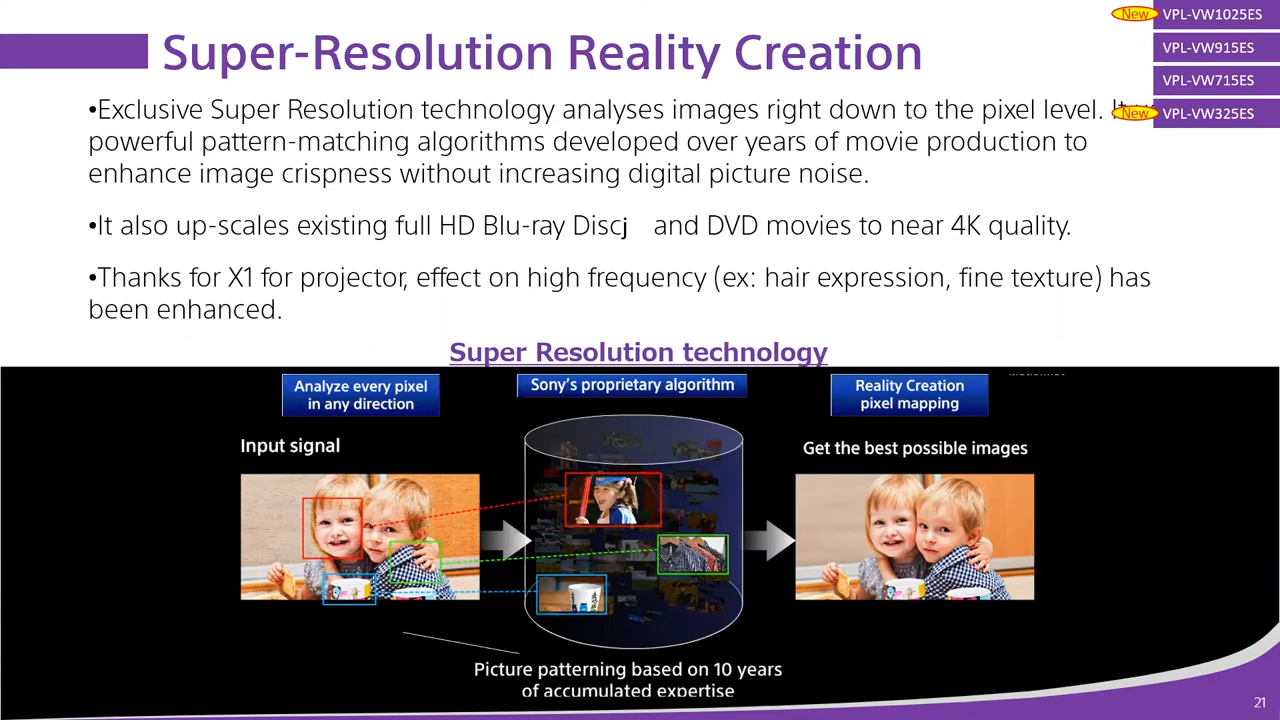 New VPL-VW1025ES
VPL-VW915ES
VPL-VW715ES
New VPL-VW325ES
Super-Resolution Reality Creation
•Exclusive Super Resolution technology analyses images right down to the pixel level. It
powerful pattern-matching algorithms developed over years of movie production to
enhance image crispness without increasing digital picture noise.
•It also up-scales existing full HD Blu-ray Discj and DVD movies to near 4K quality.
•Thanks for X1 for projector, effect on high frequency (ex: hair expression, fine texture) has
been enhanced.
Super Resolution technology
Analyze every pixel
in any direction
Sony's proprietary algorithm
Reality Creation
pixel mapping
Input signal
Get the best possible images
Picture patterning based on 10 years
of accumulated expertise
21